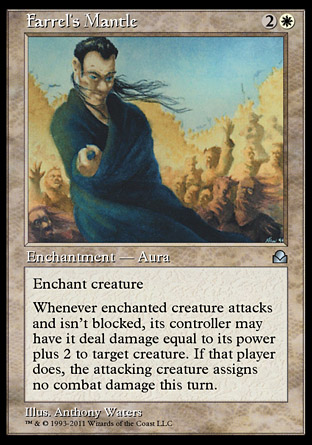 Farrel's Mantle 2
Enchantment — Aura
Enchant creature
Whenever enchanted creature attacks
and isn't blocked, its controller may
have it deal damage equal to its power
plus 2 to target creature. If that player
does, the attacking creature assigns
no combat damage this turn.
Illus. Anthony Waters
™ & © 1993-2011 Wizards of the Coast LLC